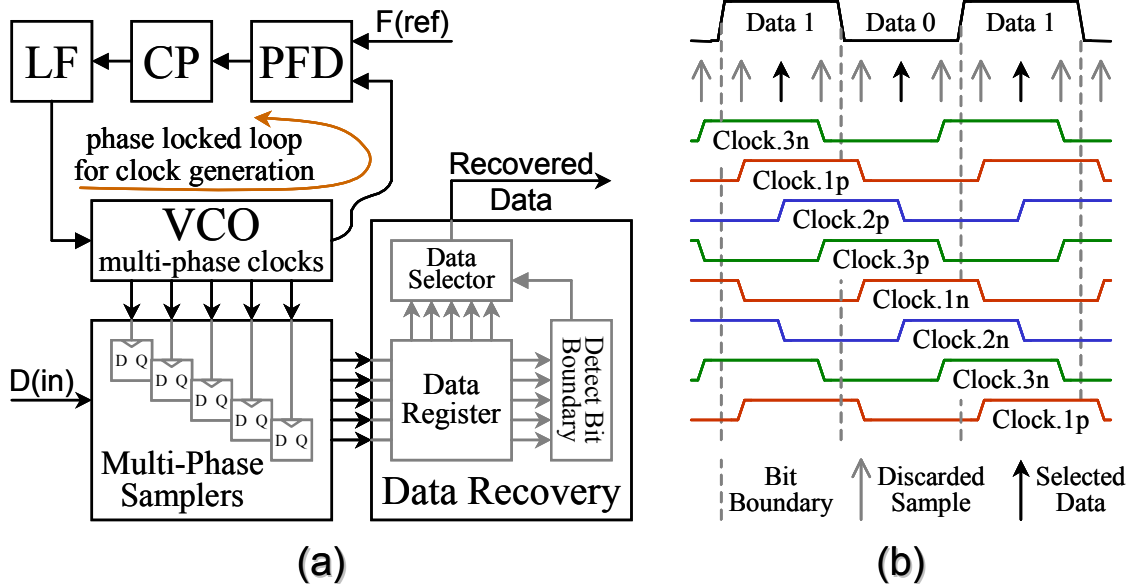 F(ref)
LF
CP
PFD
phase locked loop
for clock generation
Recovered
Data
VCO
multi-phase clocks
Data
Selector
D Q
D Q
D Q
D Q
D Q
D(in)
Data
Register
Detect Bit
Boundary
Multi-Phase
Samplers
Data Recovery
(a)
Data 1
Data 0
Data 1
Clock.3n
Clock.1p
Clock.2p
Clock.3p
Clock.1n
Clock.2n
Clock.3n
Clock.1p
Bit
Boundary
Discarded
Sample
Selected
Data
(b)